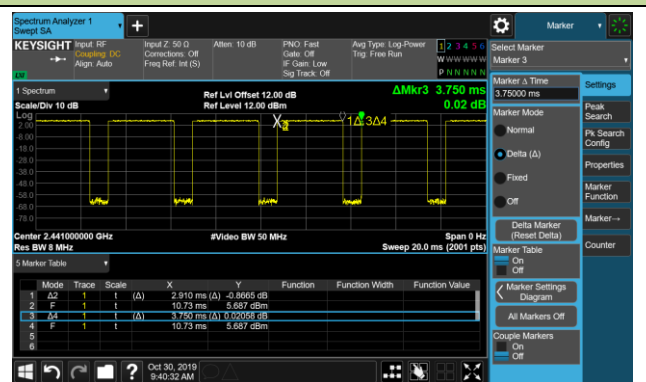 Spectrum Analyzer 1
Swept SA
+
Marker
KEYSIGHT
Input: RF
Coupling: DC
Align: Auto
Input Z: 50 Ω
Corrections: Off
Freq Ref: Int (S)
Atten: 10 dB
PNO: Fast
Gate: Off
IF Gain: Low
Sig Track: Off
Avg Type: Log-Power
Trig: Free Run
1 2 3 4 5 6
W W W W W W
P N N N N N
Select Marker
Marker 3
1 Spectrum
Scale/Div 10 dB
Log
Ref Lvl Offset 12.00 dB
Ref Level 12.00 dBm
ΔMkr3 3.750 ms
0.02 dB
2.00
-8.00
-18.0
-28.0
-38.0
-48.0
-58.0
-68.0
-78.0
1Δ 3Δ4
Center 2.441000000 GHz
Res BW 8 MHz
#Video BW 50 MHz
Span 0 Hz
Sweep 20.0 ms (2001 pts)
5 Marker Table
Mode Trace Scale X Y Function Function Width Function Value
1 Δ2 1 t (Δ) 2.910 ms (Δ) -0.8665 dB
2 F 1 t 10.73 ms 5.687 dBm
3 Δ4 1 t (Δ) 3.750 ms (Δ) 0.02058 dB
4 F 1 t 10.73 ms 5.687 dBm
5
6
Marker Δ Time
3.75000 ms
Marker Mode
Normal
Delta (Δ)
Fixed
Off
Delta Marker
(Reset Delta)
Marker Table
On
Off
Marker Settings
Diagram
All Markers Off
Couple Markers
On
Off
Settings
Peak
Search
Pk Search
Config
Properties
Marker
Function
Marker→
Counter
?
Oct 30, 2019
9:40:32 AM